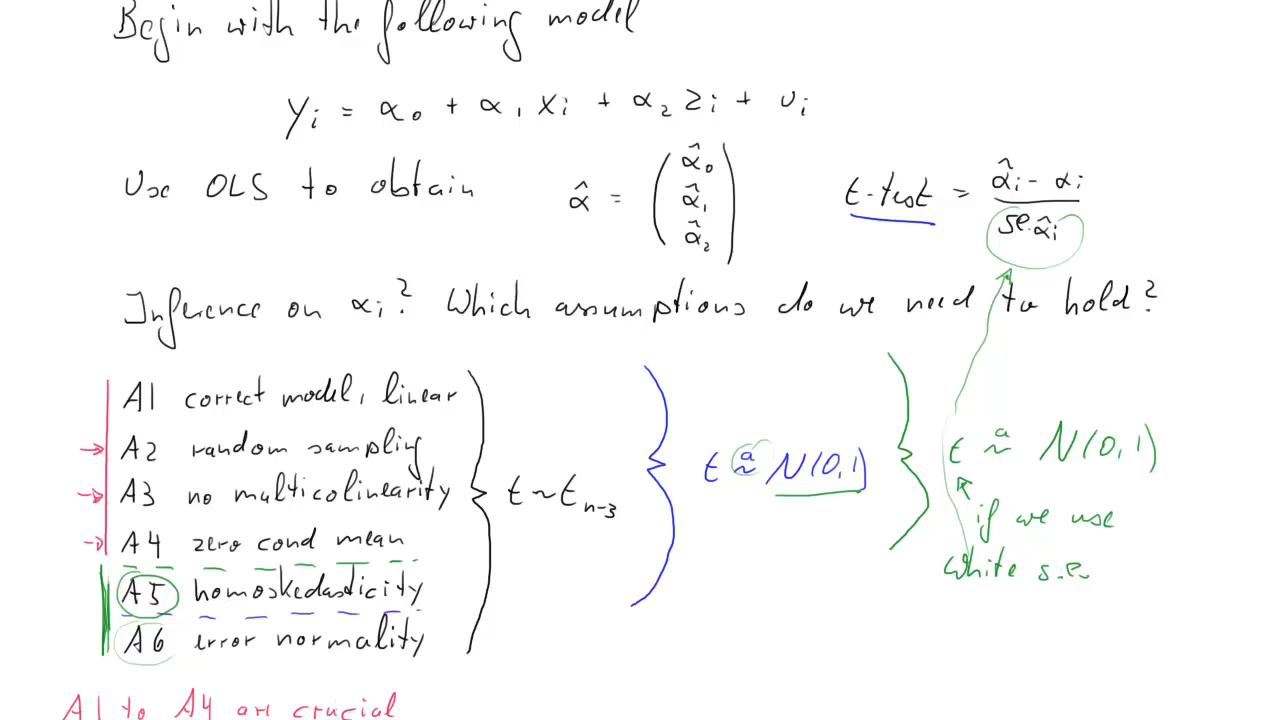 Begin with the following model
yi = α0 + α1 xi + α2 zi + υi
Use OLS to obtain α̂ = (α̂0 α̂1 α̂2) t-test = α̂i - αi / se.α̂i
Inference on αi? Which assumptions do we need to hold?
A1 correct model, linear
A2 random sampling
A3 no multicolinearity
A4 zero cond mean
A5 homoskedasticity
A6 error normality
t ~ t n-3
t a~ N(0,1)
t a~ N(0,1)
if we use
White s.e.
A1 to A4 are crucial